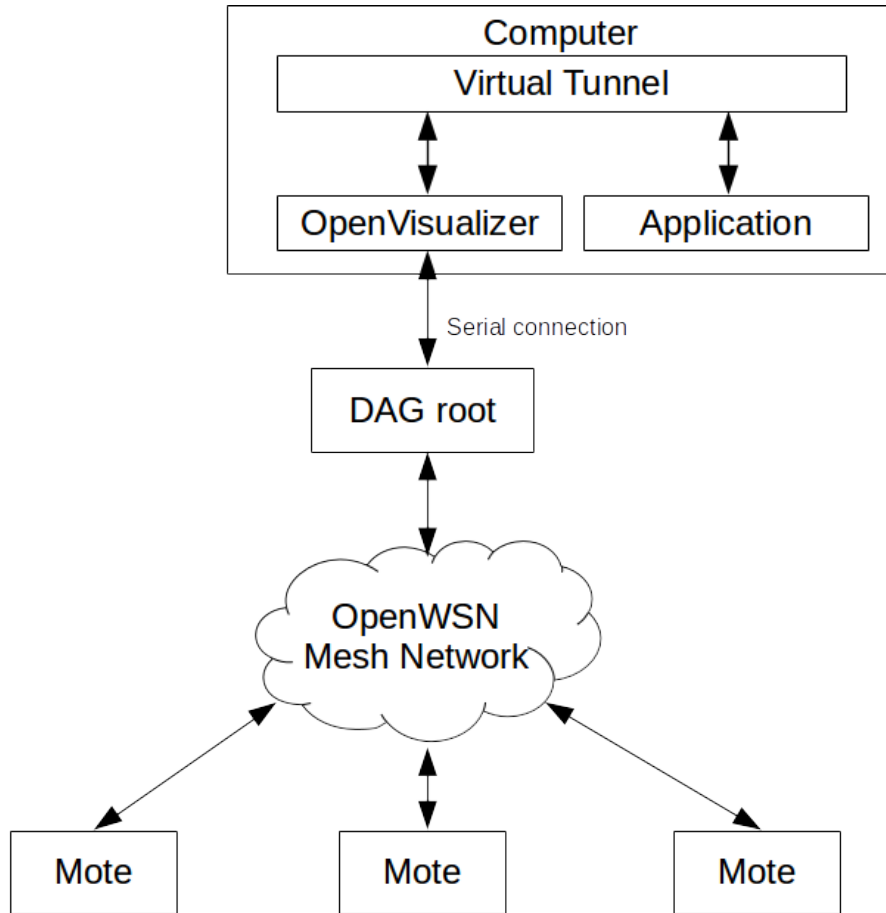 Computer
Virtual Tunnel
OpenVisualizer
Application
Serial connection
DAG root
OpenWSN
Mesh Network
Mote
Mote
Mote